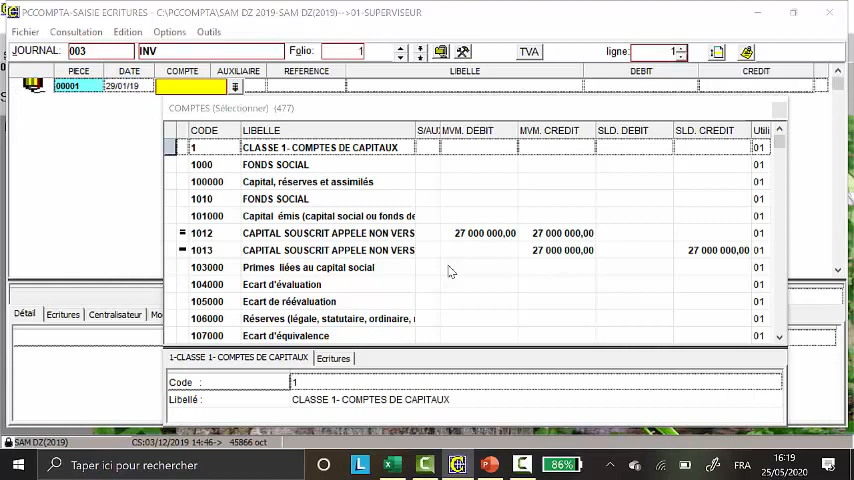 PCCOMPTA-SAISIE ECRITURES - C:\PCCOMPTA\SAM DZ 2019-SAM DZ(2019)-->01-SUPERVISEUR
Fichier Consultation Edition Options Outils
JOURNAL: 003 INV Folio: 1 TVA ligne: 1
PIECE DATE COMPTE AUXILIAIRE REFERENCE LIBELLE DEBIT CREDIT
00001 29/01/19
COMPTES (Sélectionner) (477)
CODE LIBELLE S/AUX MVM. DEBIT MVM. CREDIT SLD. DEBIT SLD. CREDIT Utili
1 CLASSE 1- COMPTES DE CAPITAUX 01
1000 FONDS SOCIAL 01
100000 Capital, réserves et assimilés 01
1010 FONDS SOCIAL 01
101000 Capital émis (capital social ou fonds de 01
= 1012 CAPITAL SOUSCRIT APPELE NON VERS 27 000 000,00 27 000 000,00 01
1013 CAPITAL SOUSCRIT APPELE NON VERS 27 000 000,00 27 000 000,00 01
103000 Primes liées au capital social 01
104000 Ecart d'évaluation 01
105000 Ecart de réévaluation 01
106000 Réserves (légale, statutaire, ordinaire, 01
107000 Ecart d'équivalence 01
Détail Ecritures Centralisateur Mo
1-CLASSE 1- COMPTES DE CAPITAUX Ecritures
Code : 1
Libellé : CLASSE 1- COMPTES DE CAPITAUX
SAM DZ(2019) CS:03/12/2019 14:46-> 45866 oct
Taper ici pour rechercher
86%
FRA
16:19
25/05/2020